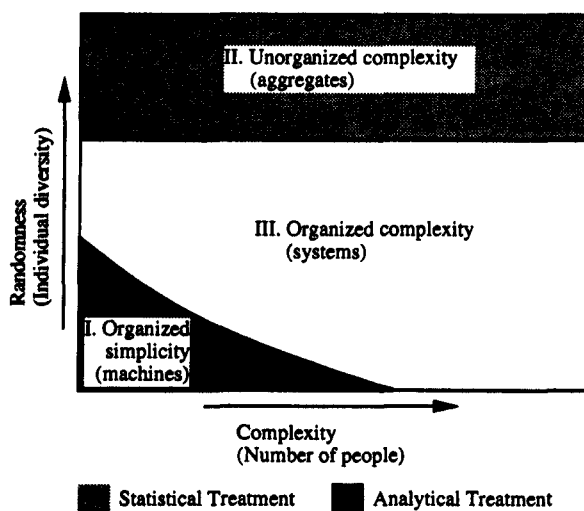 II. Unorganized complexity
(aggregates)
Randomness
(Individual diversity)
III. Organized complexity
(systems)
I. Organized
simplicity
(machines)
Complexity
(Number of people)
Statistical Treatment
Analytical Treatment